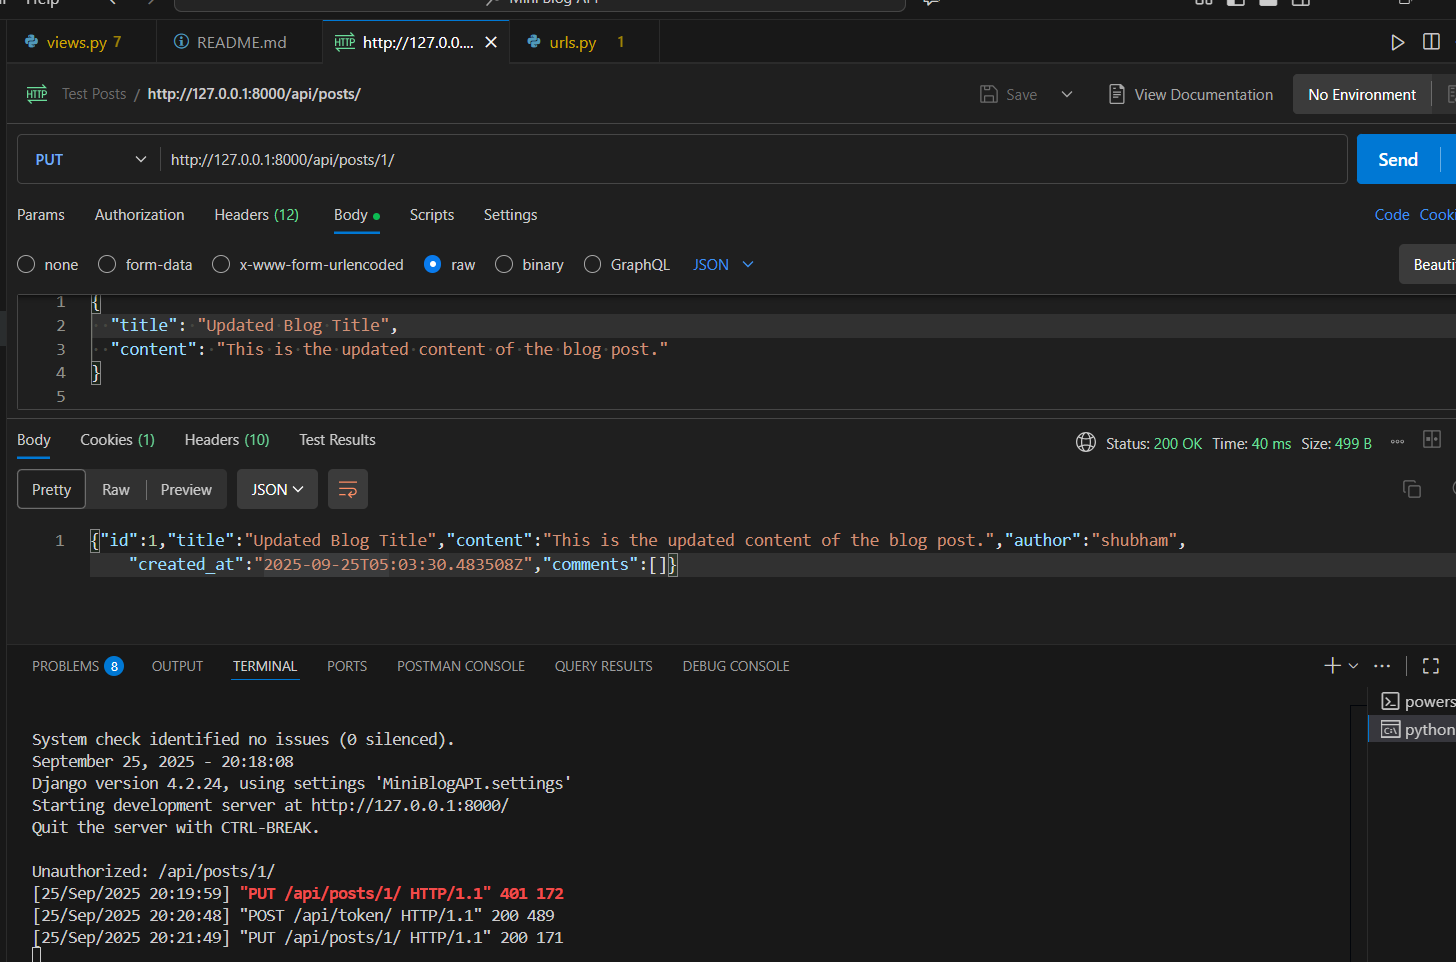 Help
Mini Blog API
views.py 7 README.md http://127.0.0.... urls.py 1
Test Posts / http://127.0.0.1:8000/api/posts/ Save View Documentation No Environment
PUT http://127.0.0.1:8000/api/posts/1/ Send
Params Authorization Headers (12) Body Scripts Settings Code Cooki
none form-data x-www-form-urlencoded raw binary GraphQL JSON Beauti
1 {
2 "title": "Updated Blog Title",
3 "content": "This is the updated content of the blog post."
4 }
5
Body Cookies (1) Headers (10) Test Results Status: 200 OK Time: 40 ms Size: 499 B
Pretty Raw Preview JSON
1 {"id":1,"title":"Updated Blog Title","content":"This is the updated content of the blog post.","author":"shubham",
"created_at":"2025-09-25T05:03:30.483508Z","comments":[]}
PROBLEMS 8 OUTPUT TERMINAL PORTS POSTMAN CONSOLE QUERY RESULTS DEBUG CONSOLE
powers
python
System check identified no issues (0 silenced).
September 25, 2025 - 20:18:08
Django version 4.2.24, using settings 'MiniBlogAPI.settings'
Starting development server at http://127.0.0.1:8000/
Quit the server with CTRL-BREAK.
Unauthorized: /api/posts/1/
[25/Sep/2025 20:19:59] "PUT /api/posts/1/ HTTP/1.1" 401 172
[25/Sep/2025 20:20:48] "POST /api/token/ HTTP/1.1" 200 489
[25/Sep/2025 20:21:49] "PUT /api/posts/1/ HTTP/1.1" 200 171